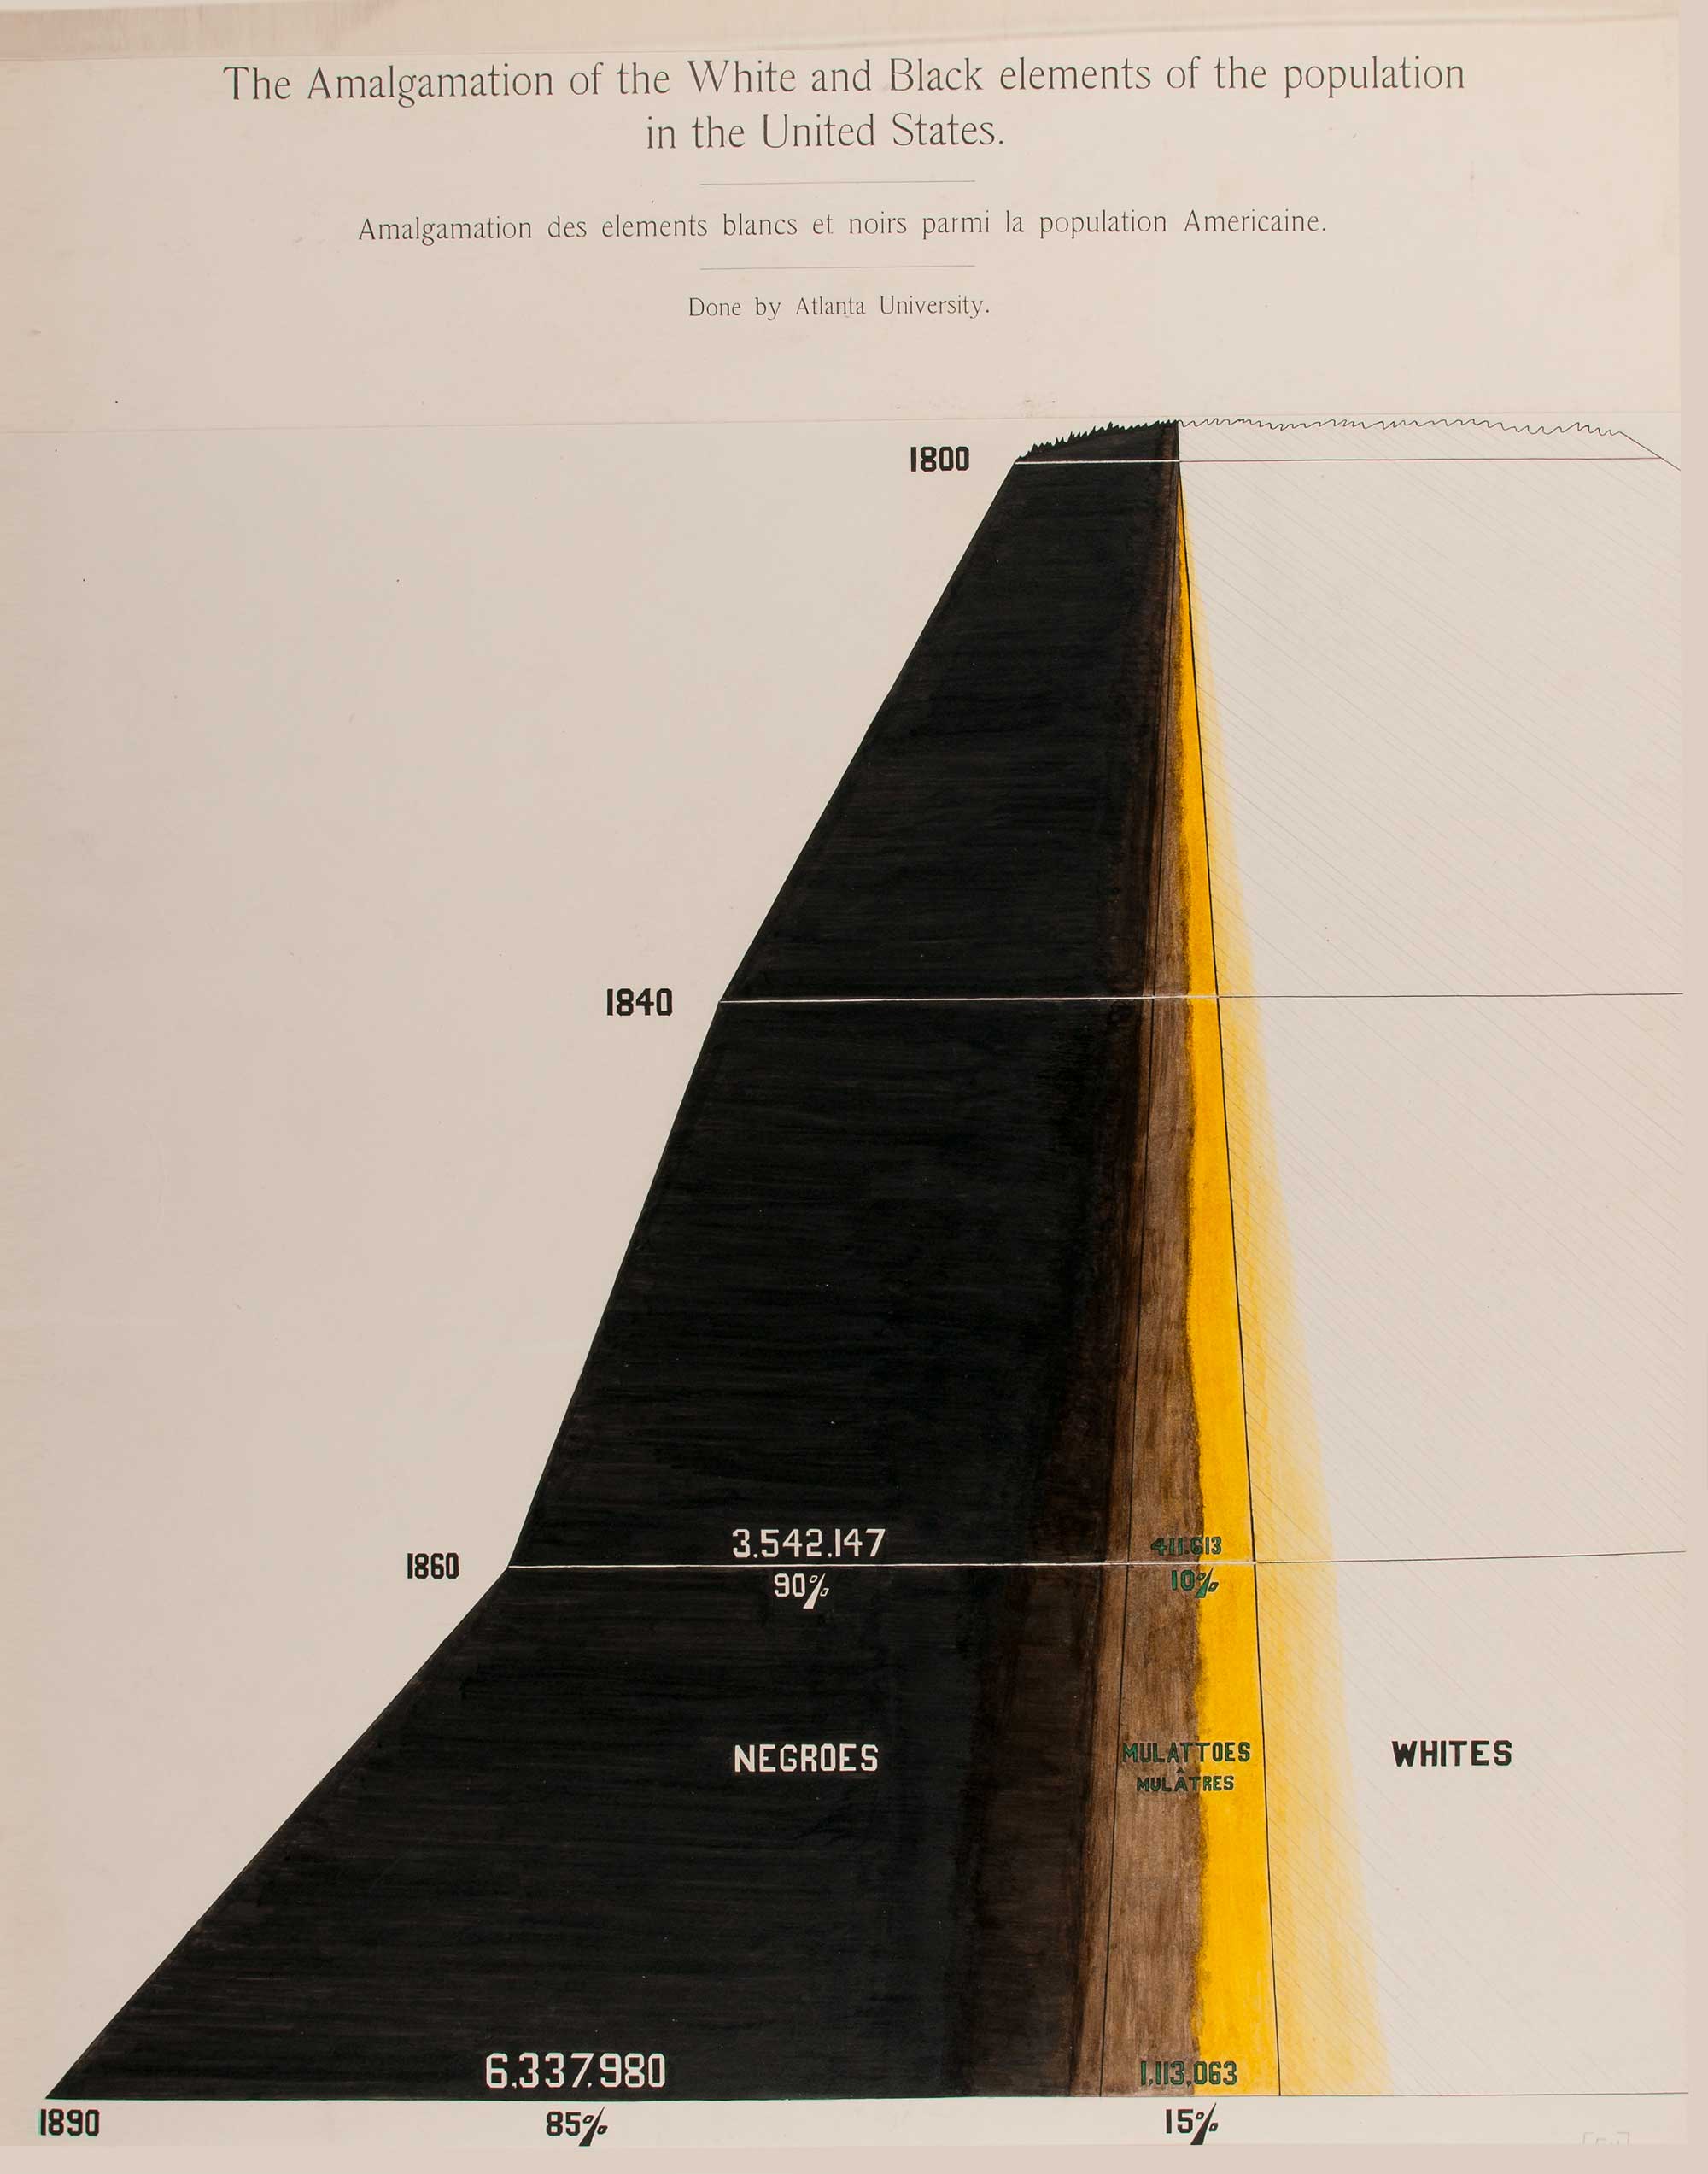 The Amalgamation of the White and Black elements of the population
in the United States.
Amalgamation des elements blancs et noirs parmi la population Americaine.
Done by Atlanta University.
1800
1840
3.542.147 411.613
1860
90% 10%
NEGROES MULATTOES WHITES
MULÂTRES
6.337.980 1,113,063
1890 85% 15%